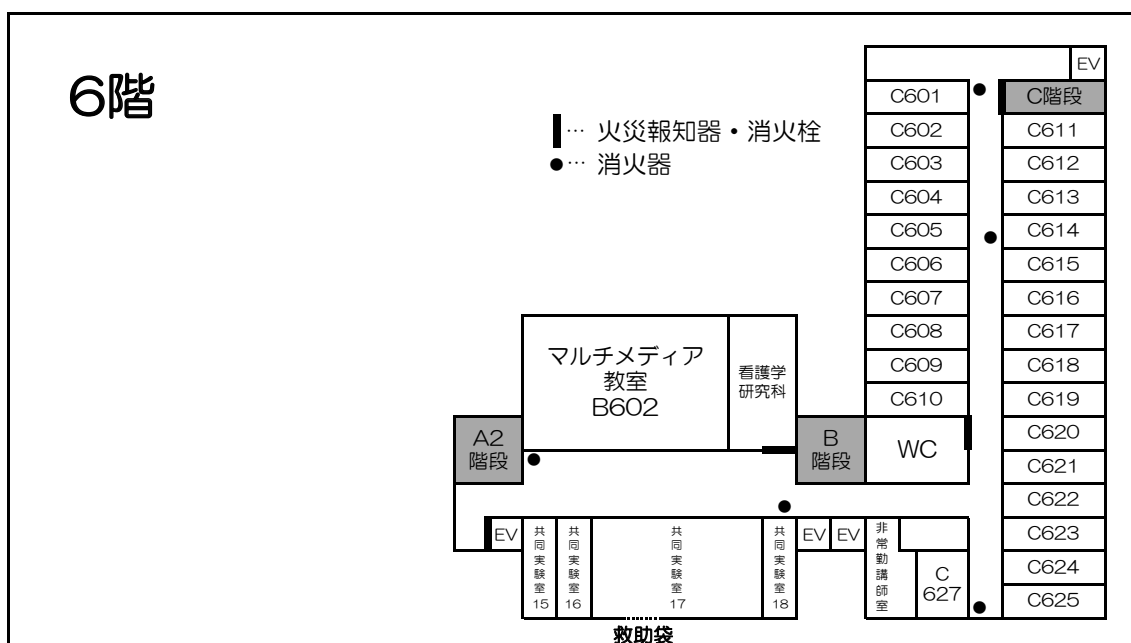 6階
… 火災報知器・消火栓
… 消火器
EV
C601
C階段
C602
C611
C603
C612
C604
C613
C605
C614
C606
C615
C607
C616
C608
C617
C609
C618
C610
C619
マルチメディア
教室
B602
看護学
研究科
A2
階段
B
階段
WC
C620
C621
C622
EV
共同実験室15
共同実験室16
共同実験室17
共同実験室18
EV
EV
非常勤講師室
C
627
C623
C624
C625
救助袋